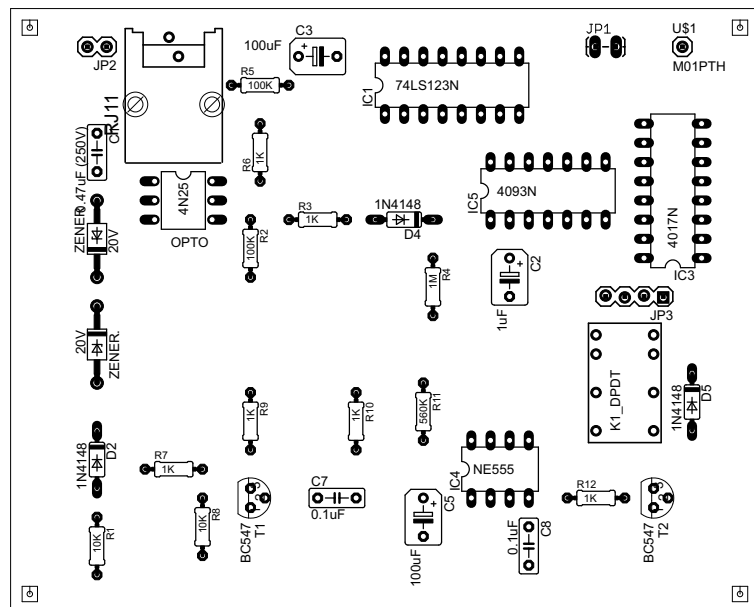 C3
100uF
JP2
R5
100K
74LS123N
IC1
JP1
U$1
M01PTH
RJ11
C1
0.47uF (250V)
R6
1K
4N25
OPTO
ZENER.
20V
R2
100K
R3
1K
1N4148
D4
4093N
IC5
4017N
IC3
R4
1M
C2
1uF
JP3
20V
ZENER.
K1_DPDT
1N4148
D5
R9
1K
R10
1K
R11
560K
1N4148
D2
R7
1K
NE555
IC4
C7
0.1uF
R12
1K
R1
10K
R8
10K
BC547
T1
C5
100uF
0.1uF
C8
BC547
T2